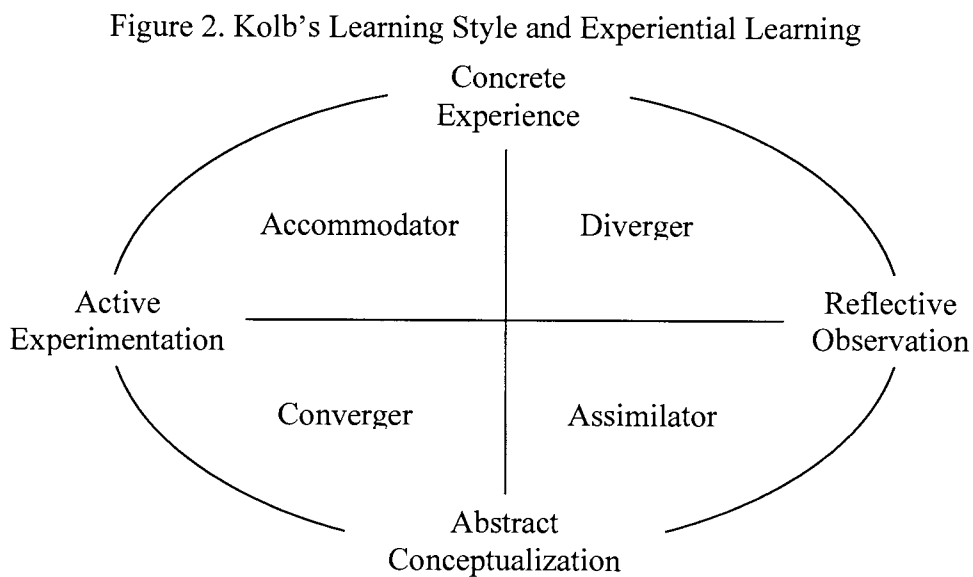 Figure 2. Kolb's Learning Style and Experiential Learning
Concrete
Experience
Accommodator
Diverger
Active
Experimentation
Reflective
Observation
Converger
Assimilator
Abstract
Conceptualization